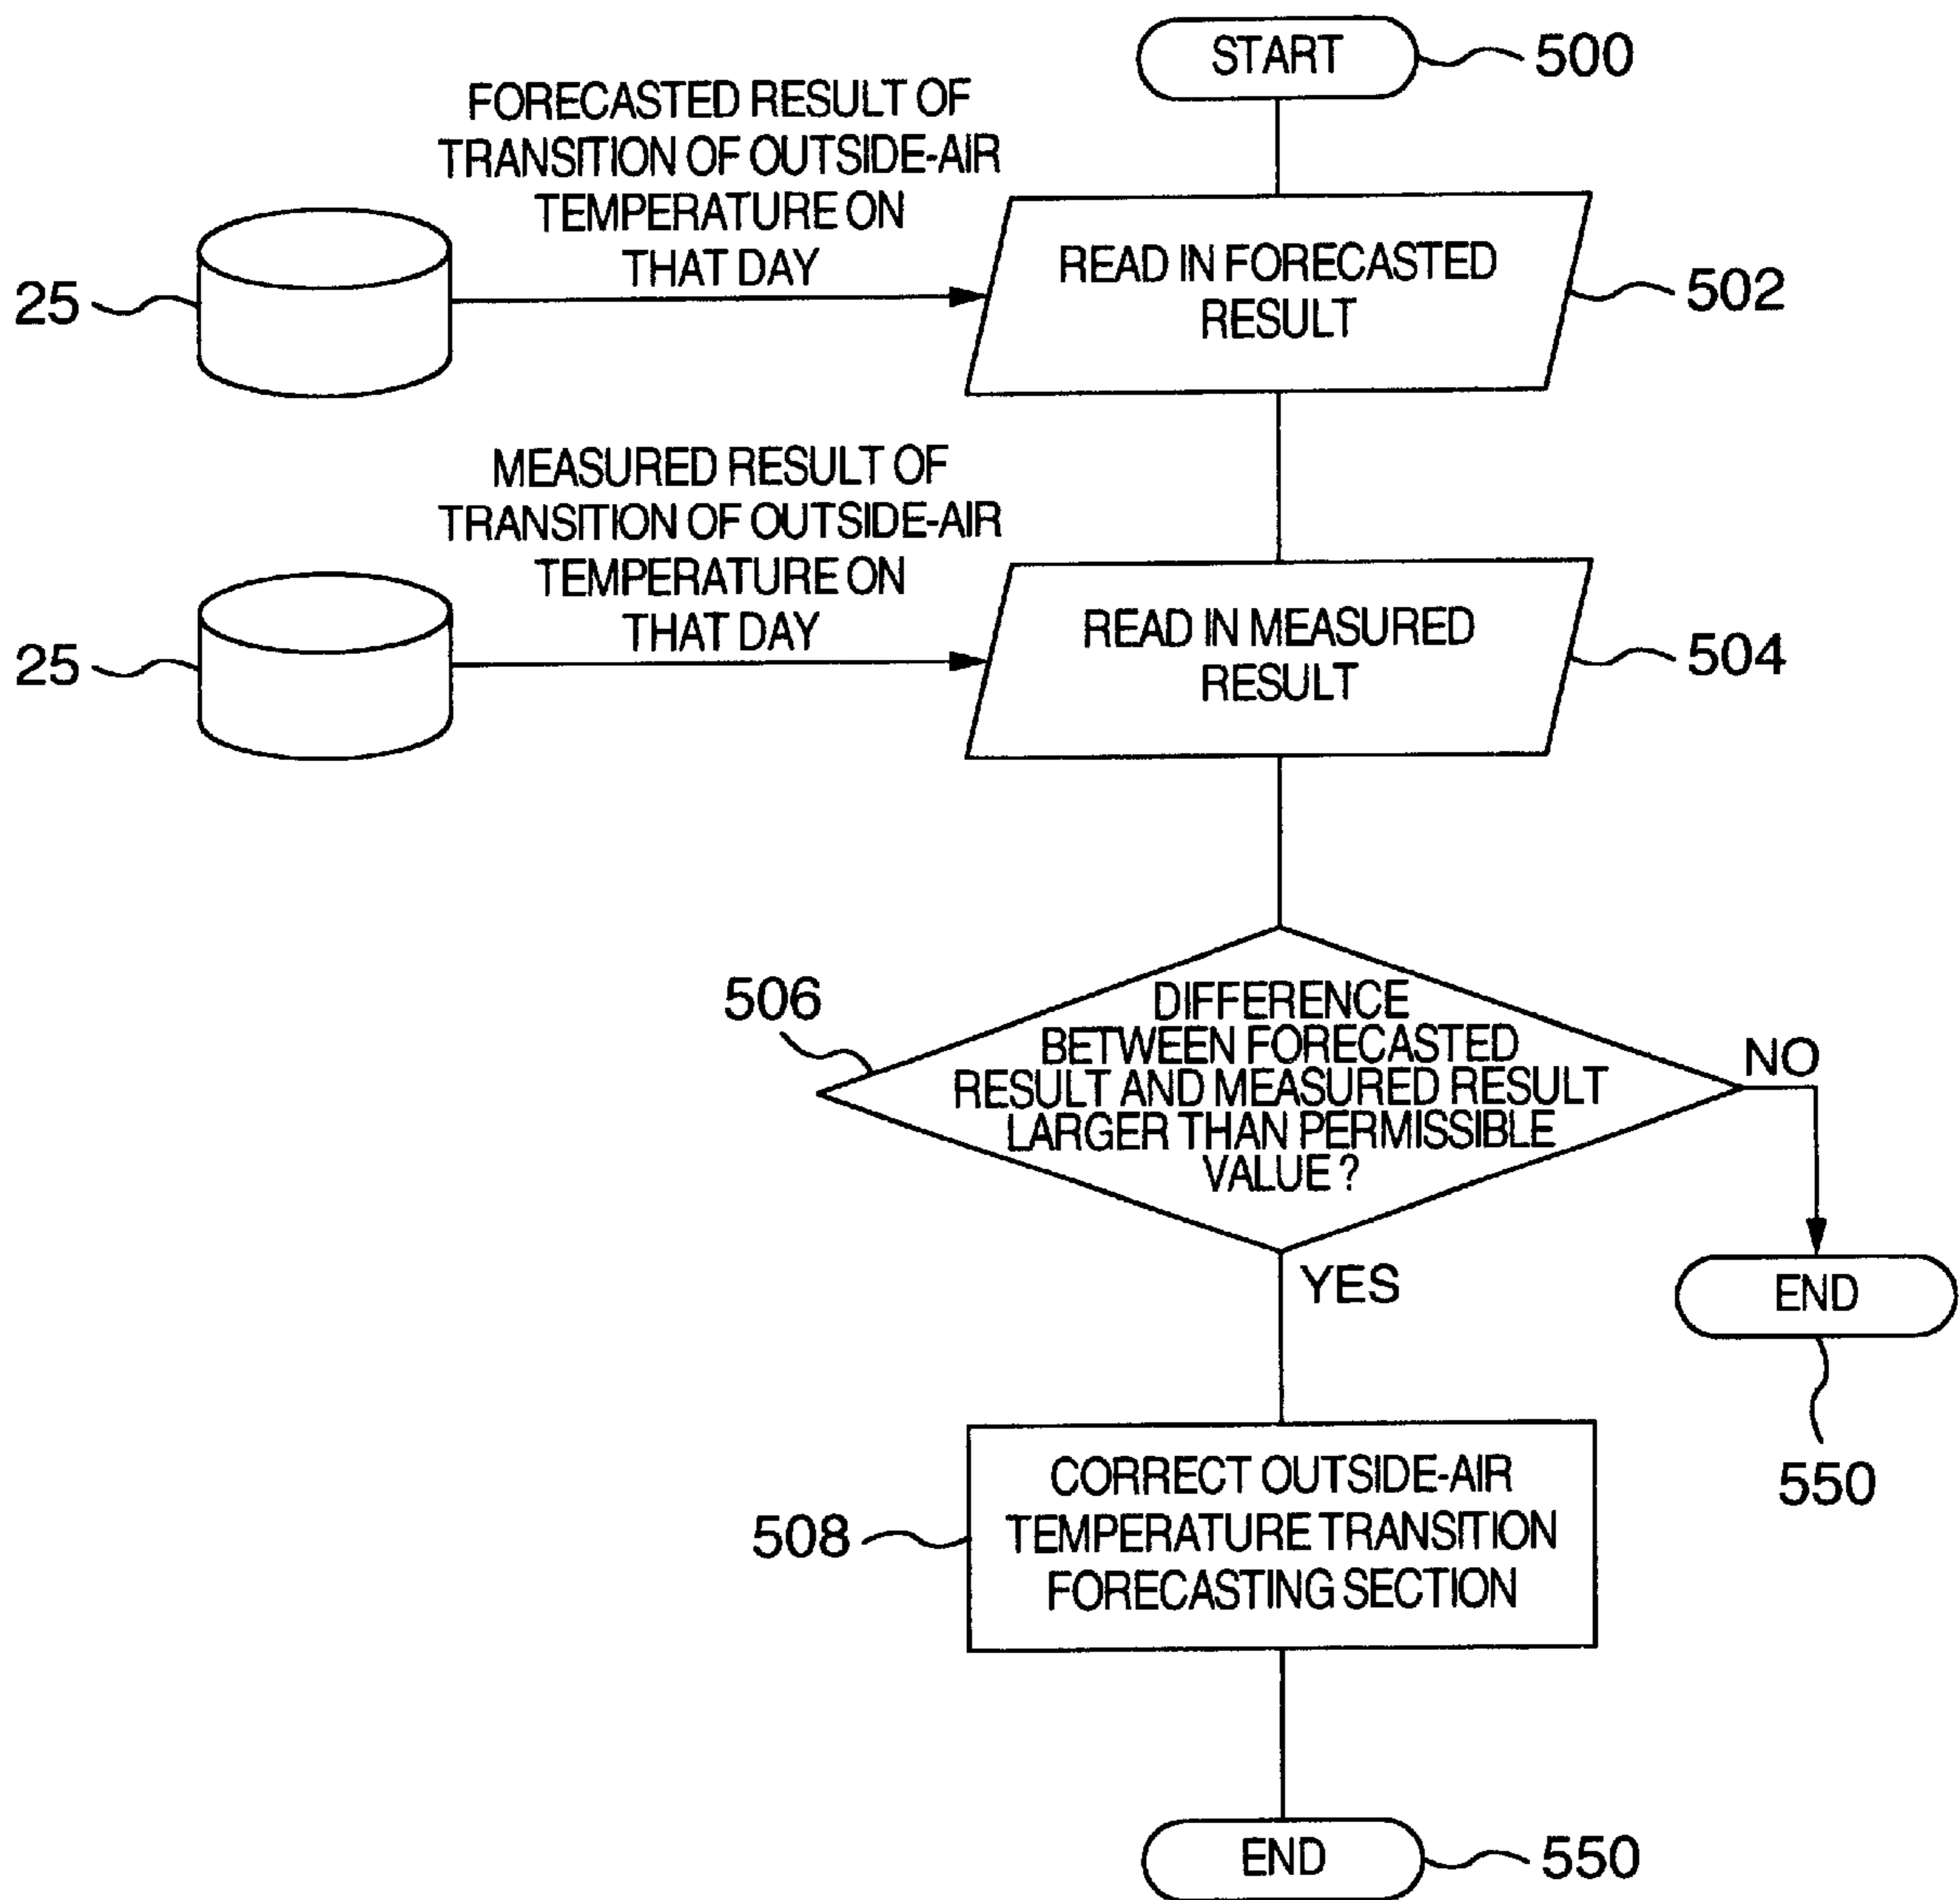 START
500
FORECASTED RESULT OF
TRANSITION OF OUTSIDE-AIR
TEMPERATURE ON
THAT DAY
25
READ IN FORECASTED
RESULT
502
MEASURED RESULT OF
TRANSITION OF OUTSIDE-AIR
TEMPERATURE ON
THAT DAY
25
READ IN MEASURED
RESULT
504
506
DIFFERENCE
BETWEEN FORECASTED
RESULT AND MEASURED RESULT
LARGER THAN PERMISSIBLE
VALUE ?
NO
YES
END
550
508
CORRECT OUTSIDE-AIR
TEMPERATURE TRANSITION
FORECASTING SECTION
END
550